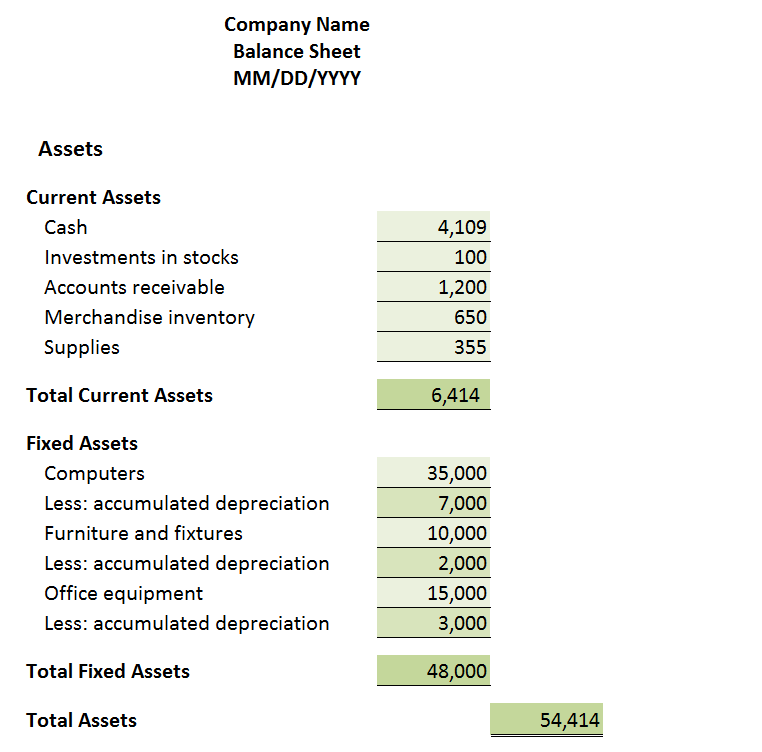 Company Name
Balance Sheet
MM/DD/YYYY
Assets
Current Assets
Cash 4,109
Investments in stocks 100
Accounts receivable 1,200
Merchandise inventory 650
Supplies 355
Total Current Assets 6,414
Fixed Assets
Computers 35,000
Less: accumulated depreciation 7,000
Furniture and fixtures 10,000
Less: accumulated depreciation 2,000
Office equipment 15,000
Less: accumulated depreciation 3,000
Total Fixed Assets 48,000
Total Assets 54,414